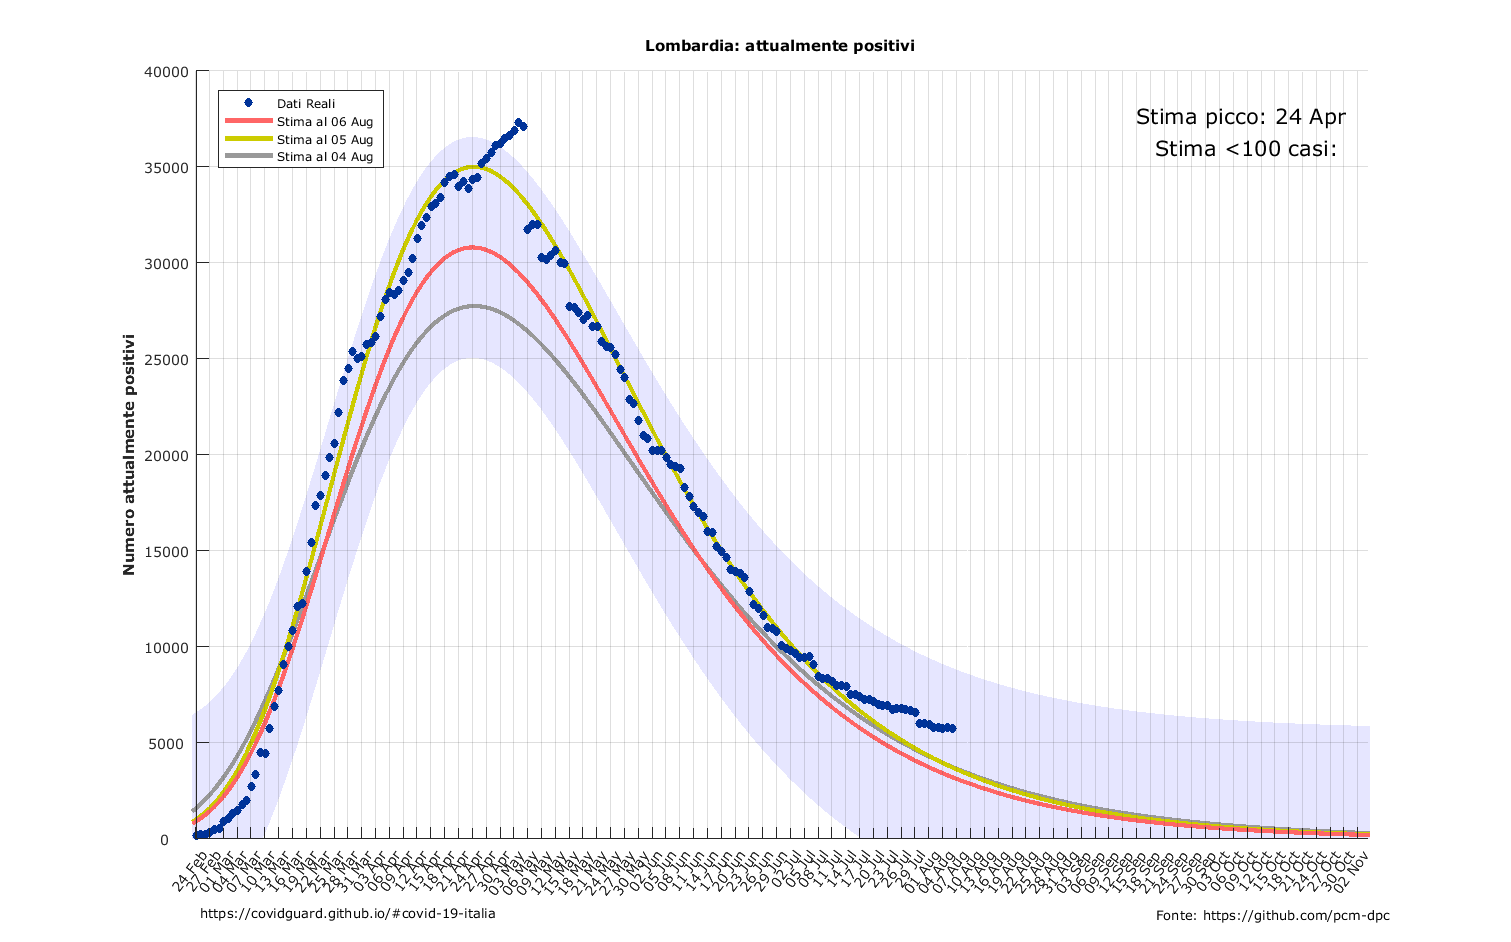 Lombardia: attualmente positivi
Stima picco: 24 Apr
Stima <100 casi:
Dati Reali
Stima al 06 Aug
Stima al 05 Aug
Stima al 04 Aug
Numero attualmente positivi
40000
35000
30000
25000
20000
15000
10000
5000
0
24 Feb
27 Feb
01 Mar
04 Mar
07 Mar
10 Mar
13 Mar
16 Mar
19 Mar
22 Mar
25 Mar
28 Mar
31 Mar
03 Apr
06 Apr
09 Apr
12 Apr
15 Apr
18 Apr
21 Apr
24 Apr
27 Apr
30 Apr
03 May
06 May
09 May
12 May
15 May
18 May
21 May
24 May
27 May
30 May
02 Jun
05 Jun
08 Jun
11 Jun
14 Jun
17 Jun
20 Jun
23 Jun
26 Jun
29 Jun
02 Jul
05 Jul
08 Jul
11 Jul
14 Jul
17 Jul
20 Jul
23 Jul
26 Jul
29 Jul
01 Aug
04 Aug
07 Aug
10 Aug
13 Aug
16 Aug
19 Aug
22 Aug
25 Aug
28 Aug
31 Aug
03 Sep
06 Sep
09 Sep
12 Sep
15 Sep
18 Sep
21 Sep
24 Sep
27 Sep
30 Sep
03 Oct
06 Oct
09 Oct
12 Oct
15 Oct
18 Oct
21 Oct
24 Oct
27 Oct
30 Oct
02 Nov
https://covidguard.github.io/#covid-19-italia
Fonte: https://github.com/pcm-dpc